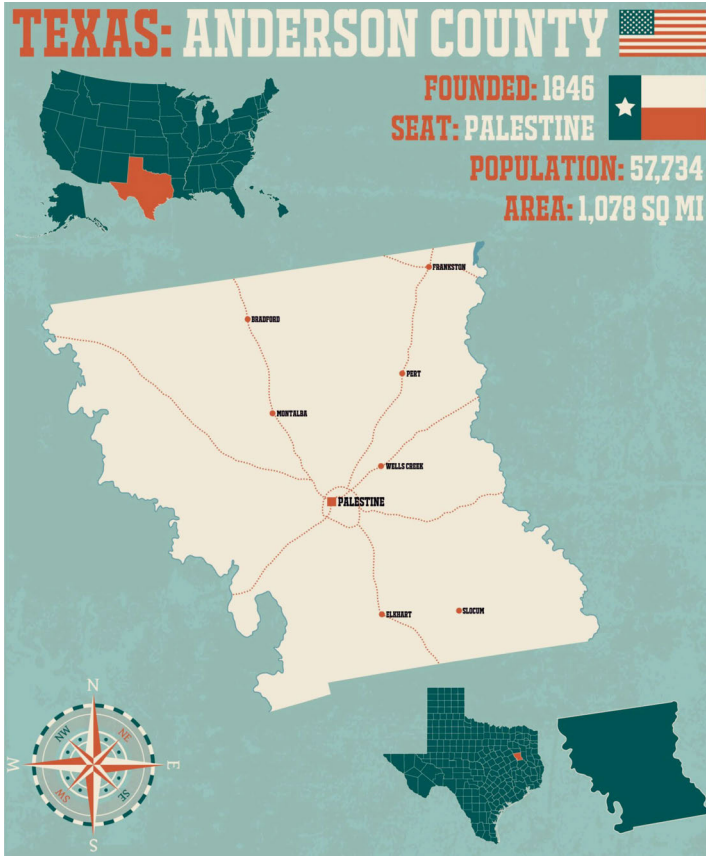 TEXAS: ANDERSON COUNTY
FOUNDED: 1846
SEAT: PALESTINE
POPULATION: 57,734
AREA: 1,078 SQ MI
FRANKSTON
BRADFORD
PERT
MONTALBA
WELLS CREEK
PALESTINE
ELKHART
SLOCUM
N
NW
NE
W
E
SW
SE
S